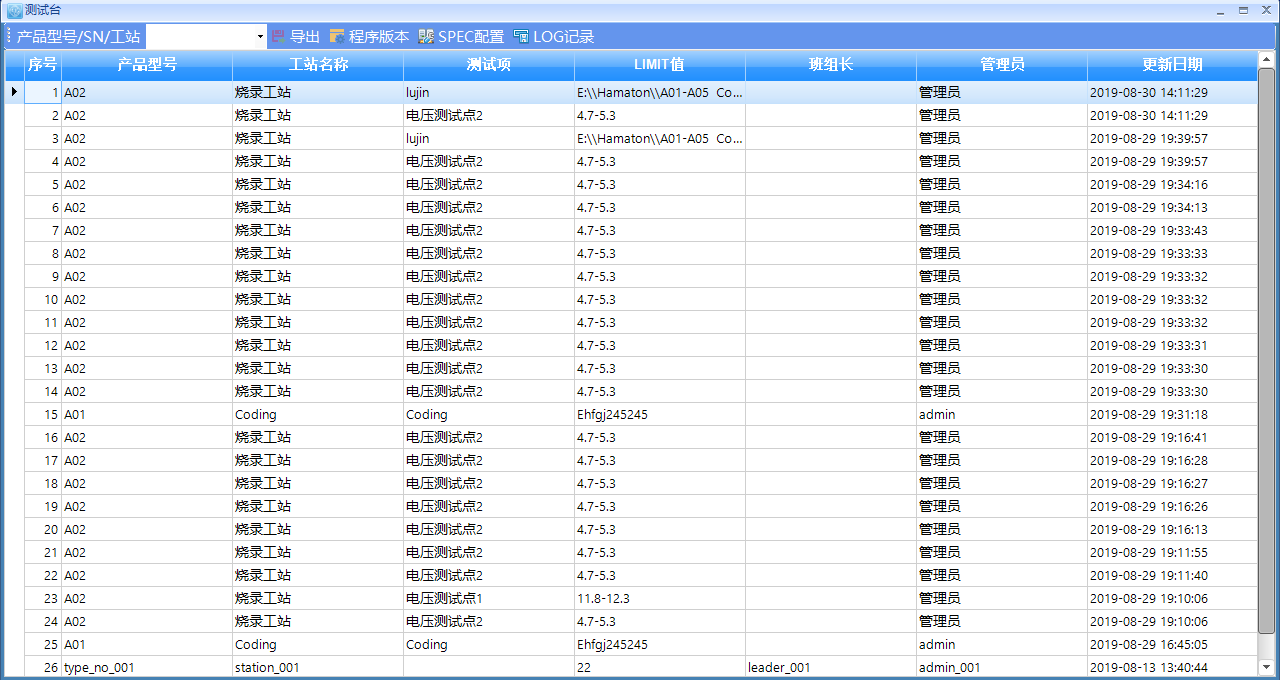 测试台
产品型号/SN/工站 导出 程序版本 SPEC配置 LOG记录
序号 产品型号 工站名称 测试项 LIMIT值 班组长 管理员 更新日期
1 A02 烧录工站 lujin E:\\Hamaton\\A01-A05 Co... 管理员 2019-08-30 14:11:29
2 A02 烧录工站 电压测试点2 4.7-5.3 管理员 2019-08-30 14:11:29
3 A02 烧录工站 lujin E:\\Hamaton\\A01-A05 Co... 管理员 2019-08-29 19:39:57
4 A02 烧录工站 电压测试点2 4.7-5.3 管理员 2019-08-29 19:39:57
5 A02 烧录工站 电压测试点2 4.7-5.3 管理员 2019-08-29 19:34:16
6 A02 烧录工站 电压测试点2 4.7-5.3 管理员 2019-08-29 19:34:13
7 A02 烧录工站 电压测试点2 4.7-5.3 管理员 2019-08-29 19:33:43
8 A02 烧录工站 电压测试点2 4.7-5.3 管理员 2019-08-29 19:33:33
9 A02 烧录工站 电压测试点2 4.7-5.3 管理员 2019-08-29 19:33:32
10 A02 烧录工站 电压测试点2 4.7-5.3 管理员 2019-08-29 19:33:32
11 A02 烧录工站 电压测试点2 4.7-5.3 管理员 2019-08-29 19:33:32
12 A02 烧录工站 电压测试点2 4.7-5.3 管理员 2019-08-29 19:33:31
13 A02 烧录工站 电压测试点2 4.7-5.3 管理员 2019-08-29 19:33:30
14 A02 烧录工站 电压测试点2 4.7-5.3 管理员 2019-08-29 19:33:30
15 A01 Coding Coding Ehfgj245245 admin 2019-08-29 19:31:18
16 A02 烧录工站 电压测试点2 4.7-5.3 管理员 2019-08-29 19:16:41
17 A02 烧录工站 电压测试点2 4.7-5.3 管理员 2019-08-29 19:16:28
18 A02 烧录工站 电压测试点2 4.7-5.3 管理员 2019-08-29 19:16:27
19 A02 烧录工站 电压测试点2 4.7-5.3 管理员 2019-08-29 19:16:26
20 A02 烧录工站 电压测试点2 4.7-5.3 管理员 2019-08-29 19:16:13
21 A02 烧录工站 电压测试点2 4.7-5.3 管理员 2019-08-29 19:11:55
22 A02 烧录工站 电压测试点2 4.7-5.3 管理员 2019-08-29 19:11:40
23 A02 烧录工站 电压测试点1 11.8-12.3 管理员 2019-08-29 19:10:06
24 A02 烧录工站 电压测试点2 4.7-5.3 管理员 2019-08-29 19:10:06
25 A01 Coding Coding Ehfgj245245 admin 2019-08-29 16:45:05
26 type_no_001 station_001 22 leader_001 admin_001 2019-08-13 13:40:44